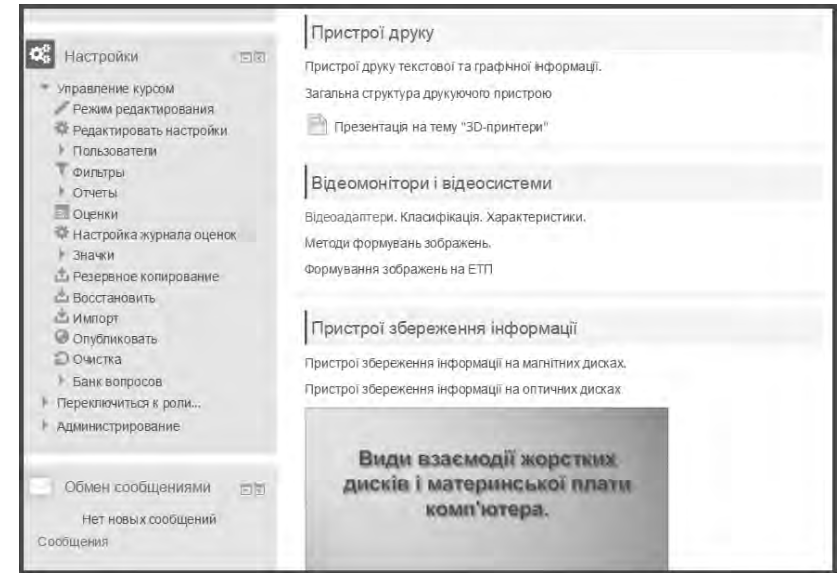 Настройки
Управление курсом
Режим редактирования
Редактировать настройки
Пользователи
Фильтры
Отчеты
Оценки
Настройка журнала оценок
Значки
Резервное копирование
Восстановить
Импорт
Опубликовать
Очистка
Банк вопросов
Переключиться к роли...
Администрирование
Обмен сообщениями
Нет новых сообщений
Сообщения
Пристрої друку
Пристрої друку текстової та графічної інформації.
Загальна структура друкуючого пристрою
Презентація на тему "3D-принтери"
Відеомонітори і відеосистеми
Відеоадаптери. Класифікація. Характеристики.
Методи формувань зображень.
Формування зображень на ЕТП
Пристрої збереження інформації
Пристрої збереження інформації на магнітних дисках.
Пристрої збереження інформації на оптичних дисках
Види взаємодії жорстких
дисків і материнської плати
комп'ютера.